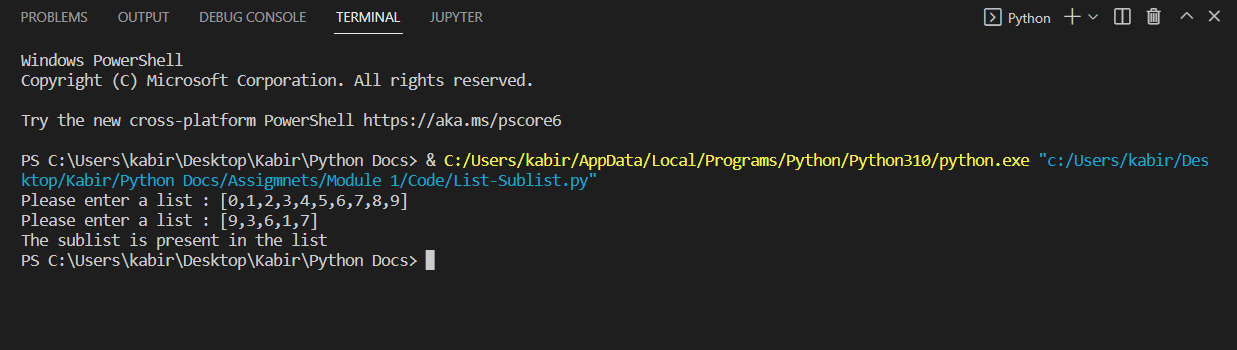 PROBLEMS OUTPUT DEBUG CONSOLE TERMINAL JUPYTER Python
Windows PowerShell
Copyright (C) Microsoft Corporation. All rights reserved.
Try the new cross-platform PowerShell https://aka.ms/pscore6
PS C:\Users\kabir\Desktop\Kabir\Python Docs> & C:/Users/kabir/AppData/Local/Programs/Python/Python310/python.exe "c:/Users/kabir/Des
ktop/Kabir/Python Docs/Assigmnets/Module 1/Code/List-Sublist.py"
Please enter a list : [0,1,2,3,4,5,6,7,8,9]
Please enter a list : [9,3,6,1,7]
The sublist is present in the list
PS C:\Users\kabir\Desktop\Kabir\Python Docs>